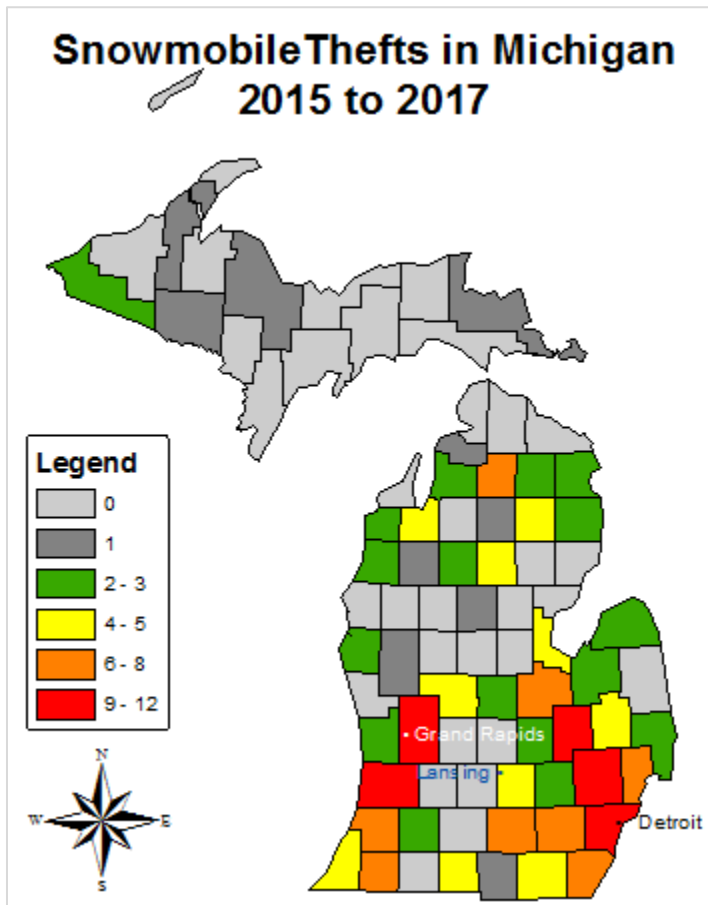 SnowmobileThefts in Michigan
2015 to 2017
Legend
0
1
2 - 3
4 - 5
6 - 8
9 - 12
Grand Rapids
Lansing
Detroit
N
W E
S